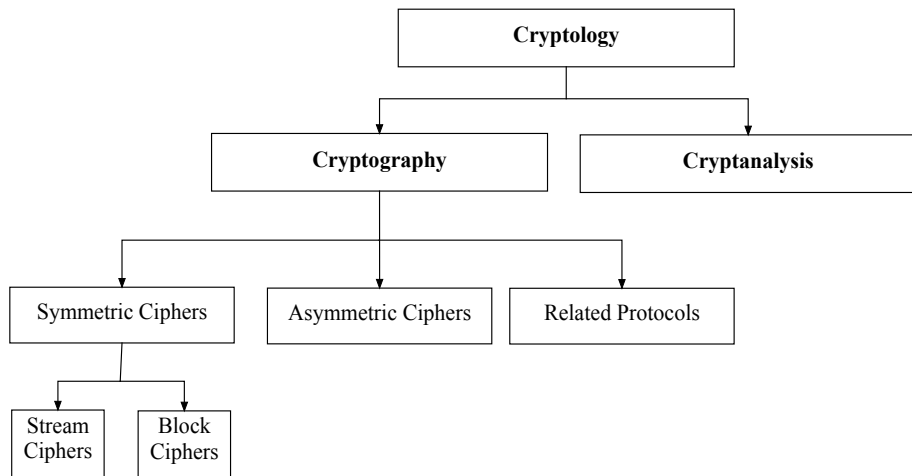 Cryptology
Cryptography
Cryptanalysis
Symmetric Ciphers
Asymmetric Ciphers
Related Protocols
Stream
Ciphers
Block
Ciphers